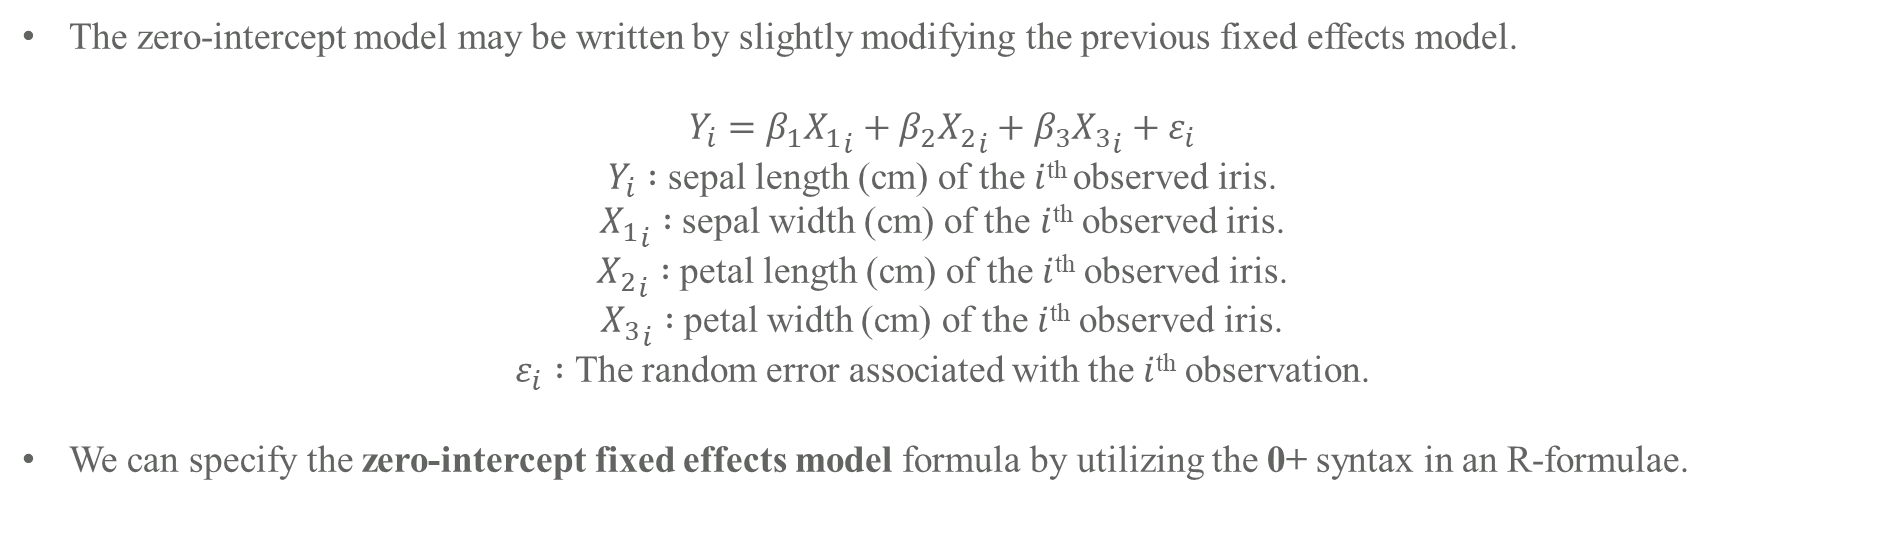 • The zero-intercept model may be written by slightly modifying the previous fixed effects model.
Yᵢ = β₁X₁ᵢ + β₂X₂ᵢ + β₃X₃ᵢ + εᵢ
Yᵢ : sepal length (cm) of the iᵗʰ observed iris.
X₁ᵢ : sepal width (cm) of the iᵗʰ observed iris.
X₂ᵢ : petal length (cm) of the iᵗʰ observed iris.
X₃ᵢ : petal width (cm) of the iᵗʰ observed iris.
εᵢ : The random error associated with the iᵗʰ observation.
• We can specify the zero-intercept fixed effects model formula by utilizing the 0+ syntax in an R-formulae.